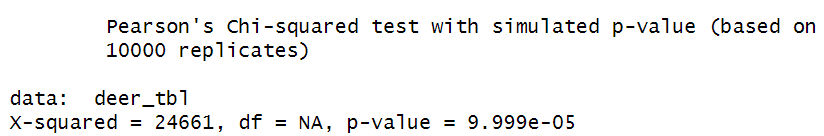 Pearson's Chi-squared test with simulated p-value (based on
10000 replicates)
data:  deer_tbl
X-squared = 24661, df = NA, p-value = 9.999e-05